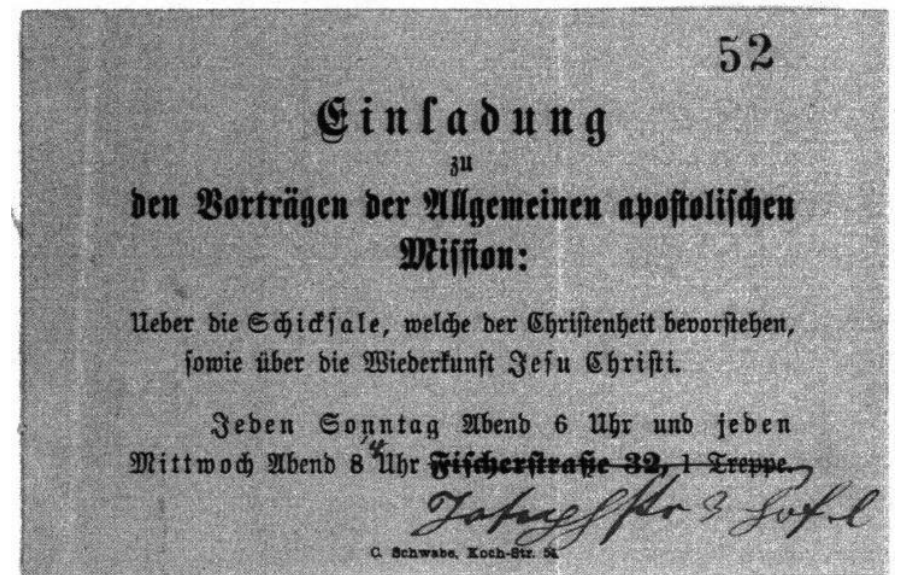 52
Einladung
zu
den Vorträgen der Allgemeinen apostolischen
Mission:
Ueber die Schicksale, welche der Christenheit bevorstehen,
sowie über die Wiederkunft Jesu Christi.
Jeden Sonntag Abend 6 Uhr und jeden
Mittwoch Abend 8 Uhr Fischerstraße 32, 1 Treppe.
3 Hof
C. Schwabe, Koch-Str.